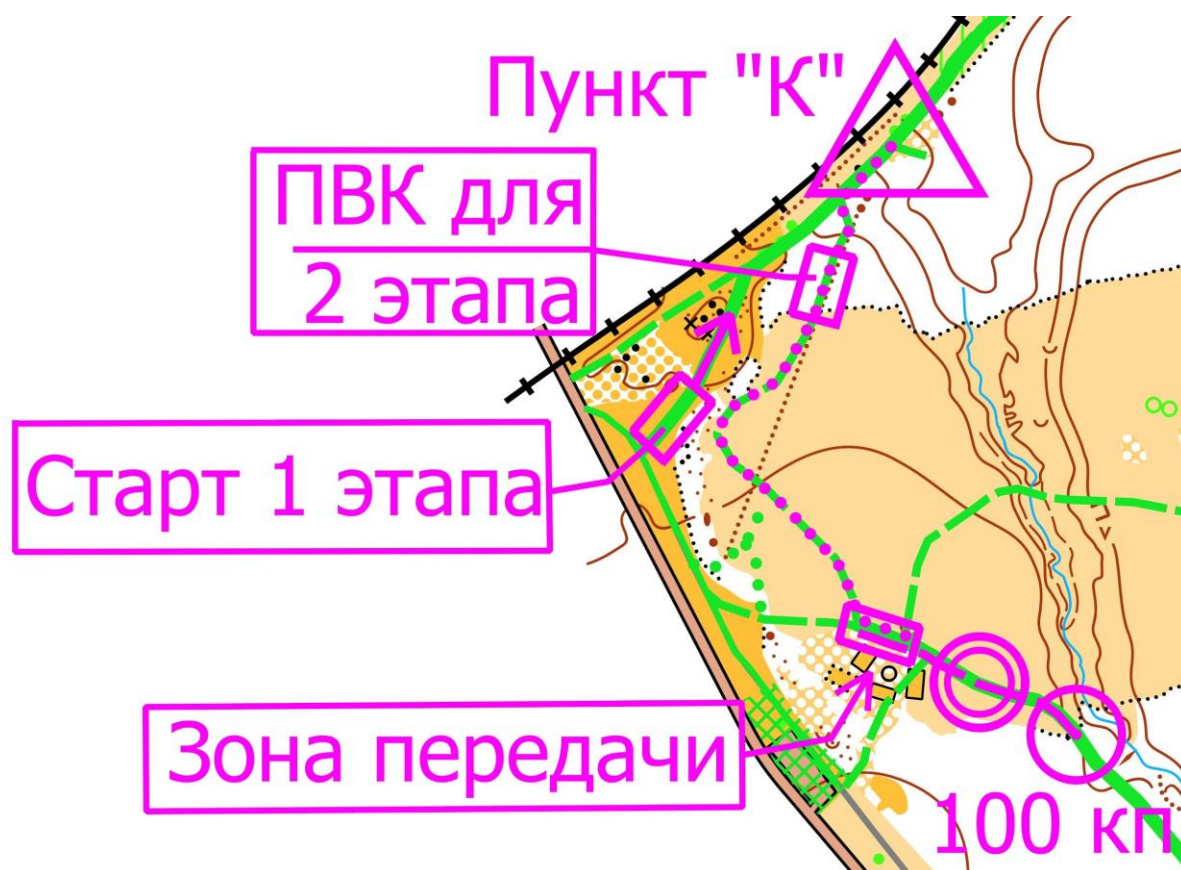 Пункт "К"
ПВК для
2 этапа
Старт 1 этапа
Зона передачи
100 кп